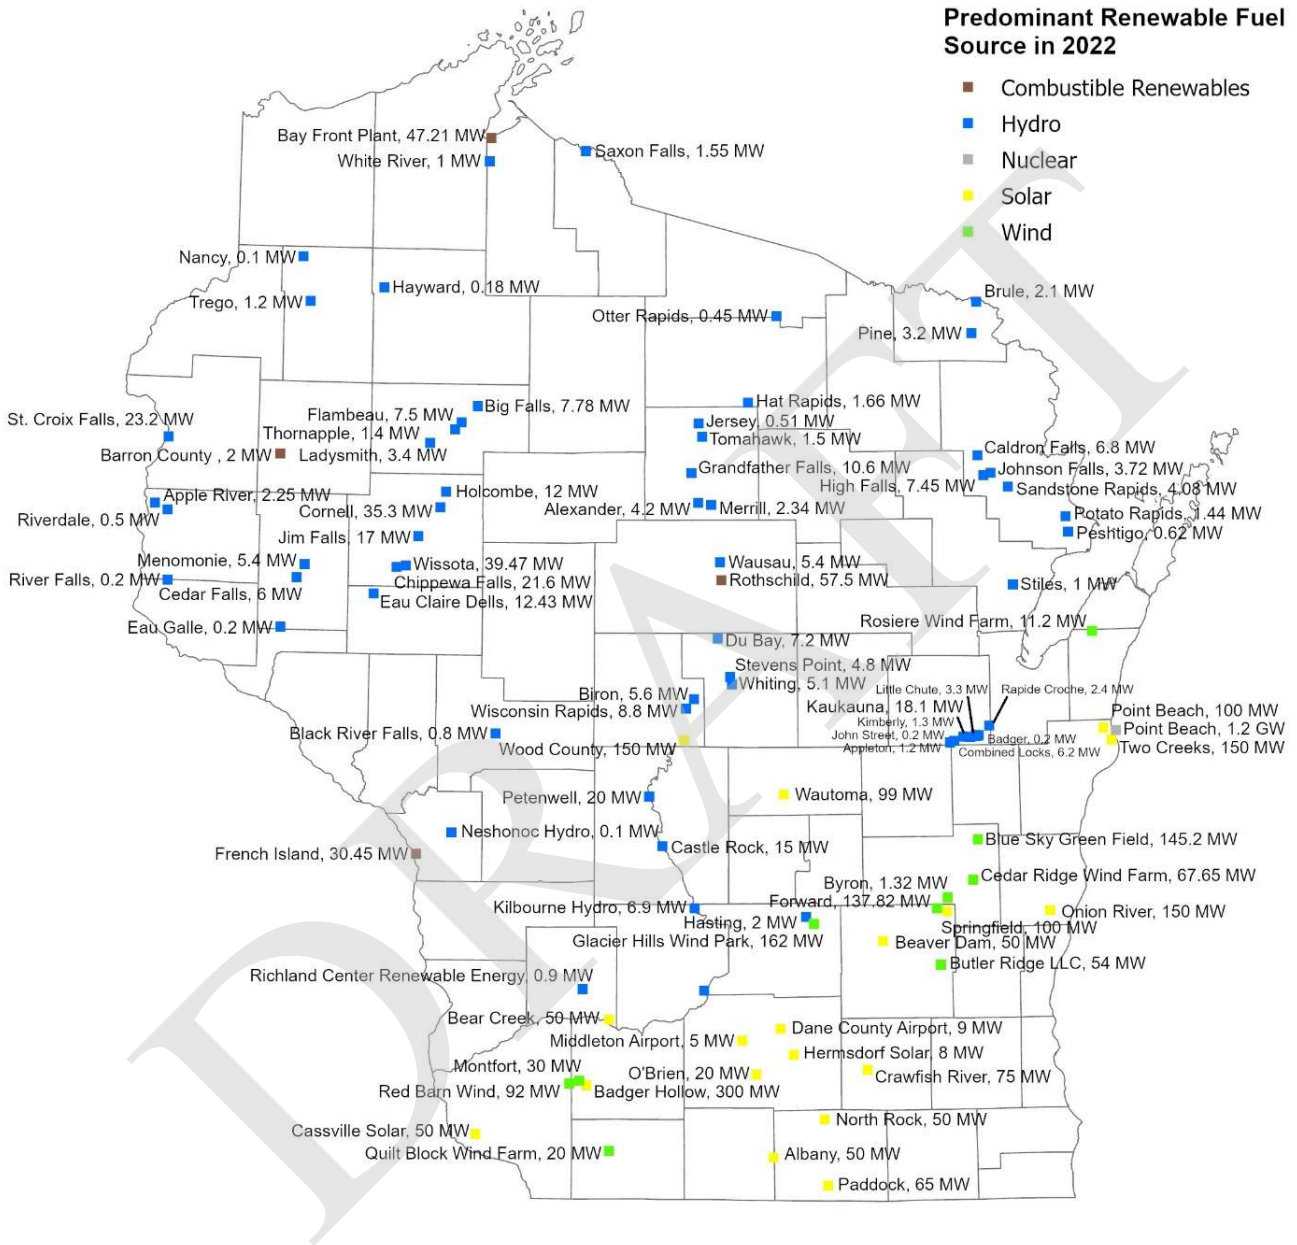 Predominant Renewable Fuel
Source in 2022
Combustible Renewables
Hydro
Nuclear
Solar
Wind
Bay Front Plant, 47.21 MW
White River, 1 MW
Saxon Falls, 1.55 MW
Nancy, 0.1 MW
Hayward, 0.18 MW
Trego, 1.2 MW
Brule, 2.1 MW
Otter Rapids, 0.45 MW
Pine, 3.2 MW
Big Falls, 7.78 MW
Hat Rapids, 1.66 MW
St. Croix Falls, 23.2 MW
Flambeau, 7.5 MW
Jersey, 0.51 MW
Thornapple, 1.4 MW
Tomahawk, 1.5 MW
Barron County , 2 MW
Ladysmith, 3.4 MW
Caldron Falls, 6.8 MW
Grandfather Falls, 10.6 MW
Johnson Falls, 3.72 MW
High Falls, 7.45 MW
Sandstone Rapids, 4.08 MW
Apple River, 2.25 MW
Holcombe, 12 MW
Riverdale, 0.5 MW
Cornell, 35.3 MW
Alexander, 4.2 MW
Merrill, 2.34 MW
Potato Rapids, 1.44 MW
Peshtigo, 0.62 MW
Jim Falls, 17 MW
Menomonie, 5.4 MW
Wissota, 39.47 MW
Wausau, 5.4 MW
River Falls, 0.2 MW
Chippewa Falls, 21.6 MW
Rothschild, 57.5 MW
Stiles, 1 MW
Cedar Falls, 6 MW
Eau Claire Dells, 12.43 MW
Eau Galle, 0.2 MW
Rosiere Wind Farm, 11.2 MW
Du Bay, 7.2 MW
Stevens Point, 4.8 MW
Whiting, 5.1 MW
Little Chute, 3.3 MW
Rapide Croche, 2.4 MW
Biron, 5.6 MW
Kaukauna, 18.1 MW
Wisconsin Rapids, 8.8 MW
Point Beach, 100 MW
Kimberly, 1.3 MW
Black River Falls, 0.8 MW
John Street, 0.2 MW
Badger, 0.2 MW
Point Beach, 1.2 GW
Wood County, 150 MW
Appleton, 1.2 MW
Combined Locks, 6.2 MW
Two Creeks, 150 MW
Petenwell, 20 MW
Wautoma, 99 MW
Neshonoc Hydro, 0.1 MW
Castle Rock, 15 MW
Blue Sky Green Field, 145.2 MW
French Island, 30.45 MW
Cedar Ridge Wind Farm, 67.65 MW
Byron, 1.32 MW
Forward, 137.82 MW
Kilbourne Hydro, 6.9 MW
Onion River, 150 MW
Hasting, 2 MW
Springfield, 100 MW
Glacier Hills Wind Park, 162 MW
Beaver Dam, 50 MW
Butler Ridge LLC, 54 MW
Richland Center Renewable Energy, 0.9 MW
Bear Creek, 50 MW
Dane County Airport, 9 MW
Middleton Airport, 5 MW
Hermsdorf Solar, 8 MW
Montfort, 30 MW
O'Brien, 20 MW
Crawfish River, 75 MW
Red Barn Wind, 92 MW
Badger Hollow, 300 MW
North Rock, 50 MW
Cassville Solar, 50 MW
Quilt Block Wind Farm, 20 MW
Albany, 50 MW
Paddock, 65 MW
DRAFT